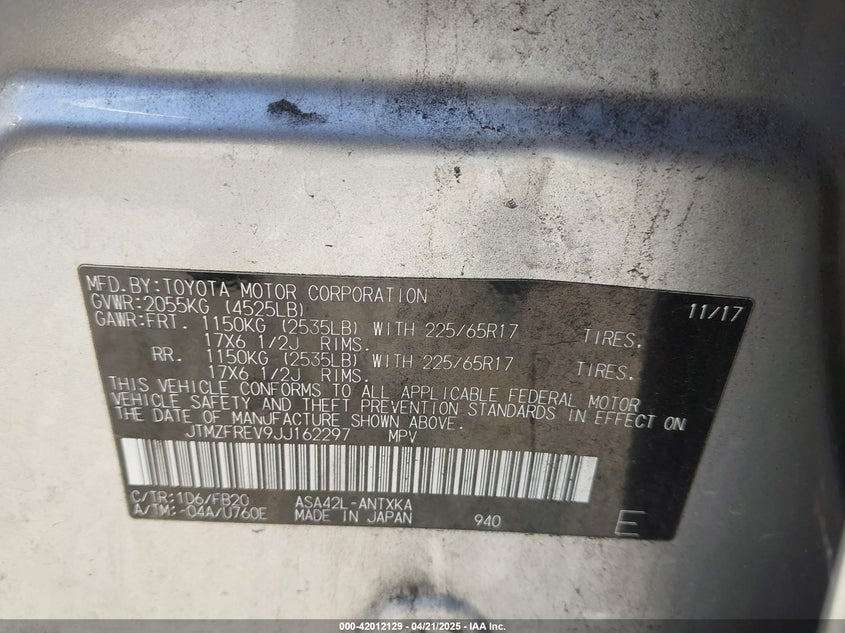 MFD.BY:TOYOTA MOTOR CORPORATION 11/17
GVWR:2055KG (4525LB)
GAWR:FRT. 1150KG (2535LB) WITH 225/65R17 TIRES.
17X6 1/2J RIMS.
RR. 1150KG (2535LB) WITH 225/65R17 TIRES.
17X6 1/2J RIMS.
THIS VEHICLE CONFORMS TO ALL APPLICABLE FEDERAL MOTOR
VEHICLE SAFETY AND THEFT PREVENTION STANDARDS IN EFFECT ON
THE DATE OF MANUFACTURE SHOWN ABOVE.
JTMZFREV9JJ162297 MPV
C/TR:1D6/FB20 ASA42L-ANTXKA
A/TM:-04A/U760E MADE IN JAPAN 940 E
000-42012129 - 04/21/2025 - IAA Inc.